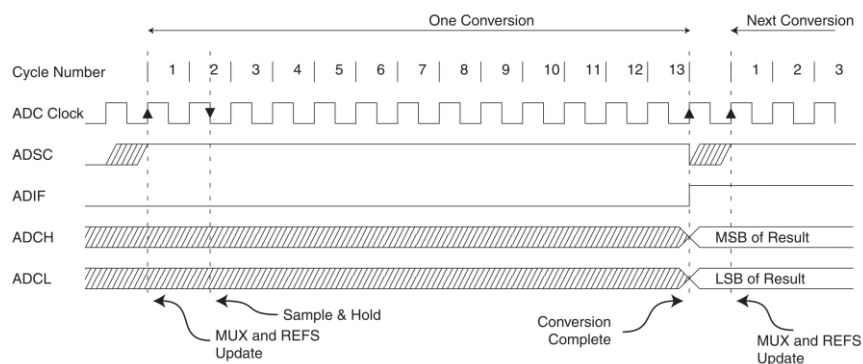 One Conversion Next Conversion
Cycle Number 1 2 3 4 5 6 7 8 9 10 11 12 13 1 2 3
ADC Clock
ADSC
ADIF
ADCH MSB of Result
ADCL LSB of Result
Sample & Hold
MUX and REFS
Update
Conversion
Complete
MUX and REFS
Update